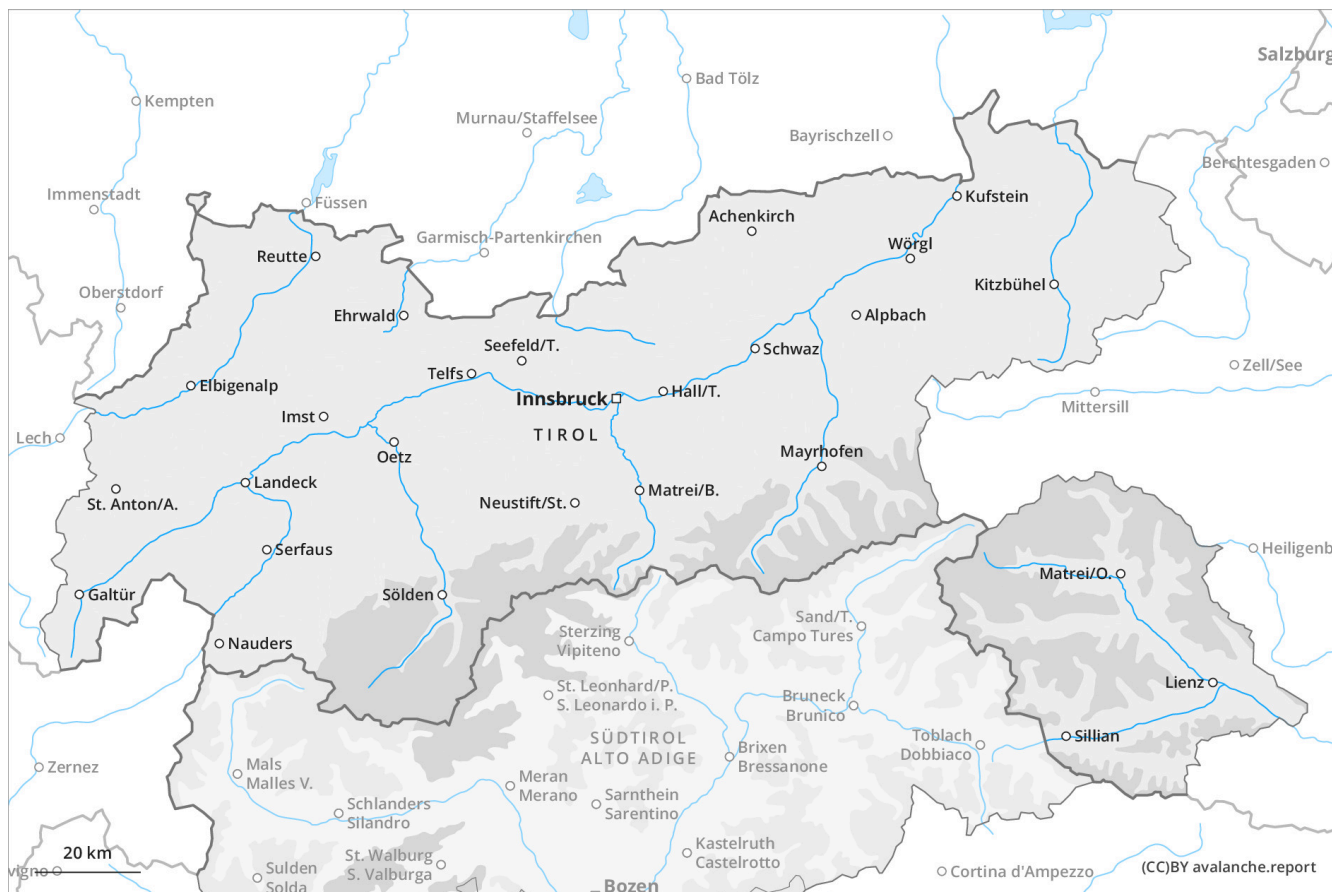 Salzburg
Bad Tölz
Kempten
Murnau/Staffelsee
Bayrischzell
Berchtesgaden
Immenstadt
Füssen
Kufstein
Achenkirch
Garmisch-Partenkirchen
Wörgl
Reutte
Kitzbühel
Oberstdorf
Ehrwald
Alpbach
Seefeld/T.
Schwaz
Zell/See
Telfs
Elbigenalp
Hall/T.
Innsbruck
Mittersill
Imst
TIROL
Lech
Oetz
Mayrhofen
Landeck
Matrei/B.
St. Anton/A.
Neustift/St.
Serfaus
Heiligenb
Matrei/O.
Galtür
Sölden
Sand/T.
Campo Tures
Sterzing
Vipiteno
Nauders
Lienz
St. Leonhard/P.
S. Leonardo i. P.
Bruneck
Brunico
Sillian
SÜDTIROL
ALTO ADIGE
Toblach
Dobbiaco
Brixen
Bressanone
Zernez
Mals
Malles V.
Meran
Merano
Schlanders
Silandro
Sarnthein
Sarentino
Kastelruth
Castelrotto
20 km
vigno
St. Walburg
S. Valburga
Sulden
Solda
Cortina d'Ampezzo
(CC)BY avalanche.report
Bozen